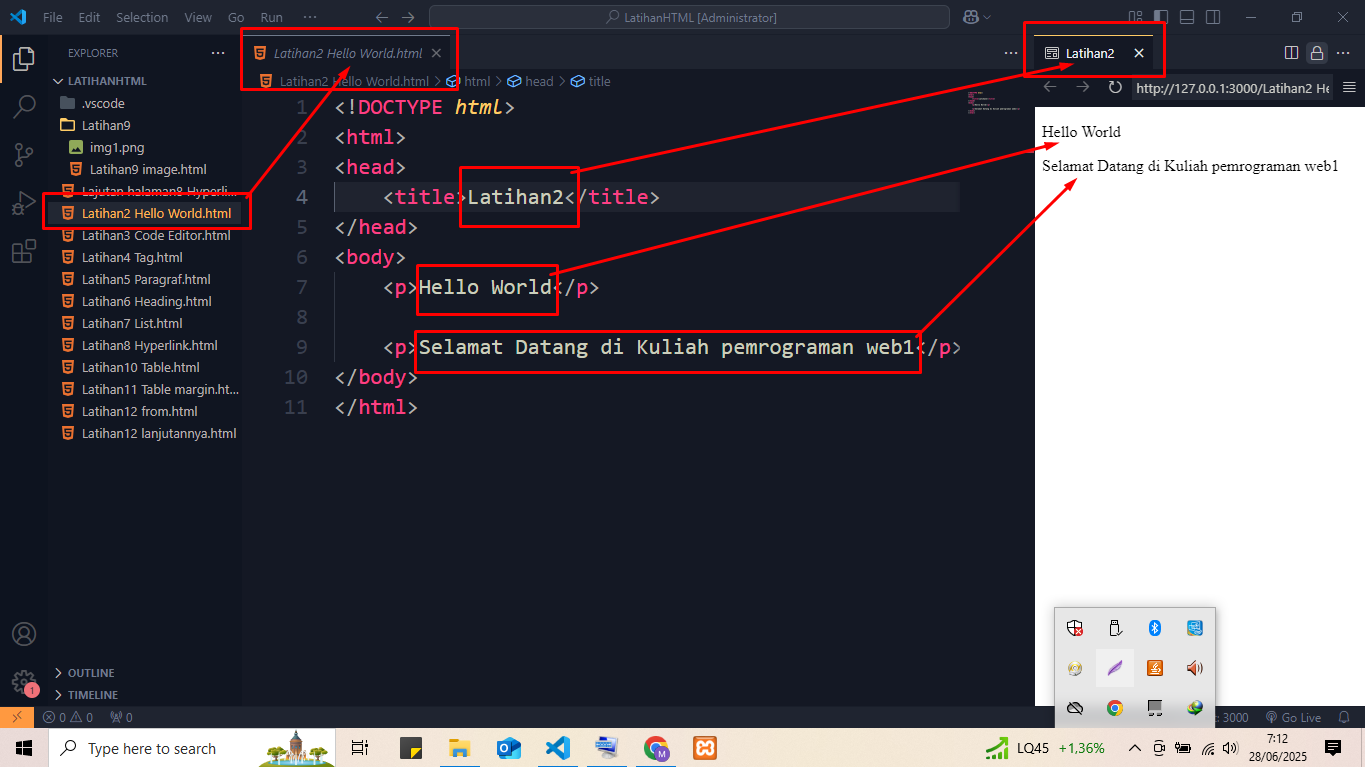 File Edit Selection View Go Run ··· LatihanHTML [Administrator]
EXPLORER ···
LATIHANHTML
.vscode
Latihan9
img1.png
Latihan9 image.html
Lajutan halaman8 Hyperli...
Latihan2 Hello World.html
Latihan3 Code Editor.html
Latihan4 Tag.html
Latihan5 Paragraf.html
Latihan6 Heading.html
Latihan7 List.html
Latihan8 Hyperlink.html
Latihan10 Table.html
Latihan11 Table margin.ht...
Latihan12 from.html
Latihan12 lanjutannya.html
OUTLINE
TIMELINE
Latihan2 Hello World.html
Latihan2 Hello World.html > html > head > title
1 <!DOCTYPE html>
2 <html>
3 <head>
4 <title>Latihan2</title>
5 </head>
6 <body>
7 <p>Hello World</p>
8
9 <p>Selamat Datang di Kuliah pemrograman web1</p>
10 </body>
11 </html>
Latihan2
http://127.0.0.1:3000/Latihan2 He
Hello World
Selamat Datang di Kuliah pemrograman web1
1
0 0 0 : 3000 Go Live
Type here to search LQ45 +1,36% 7:12
28/06/2025